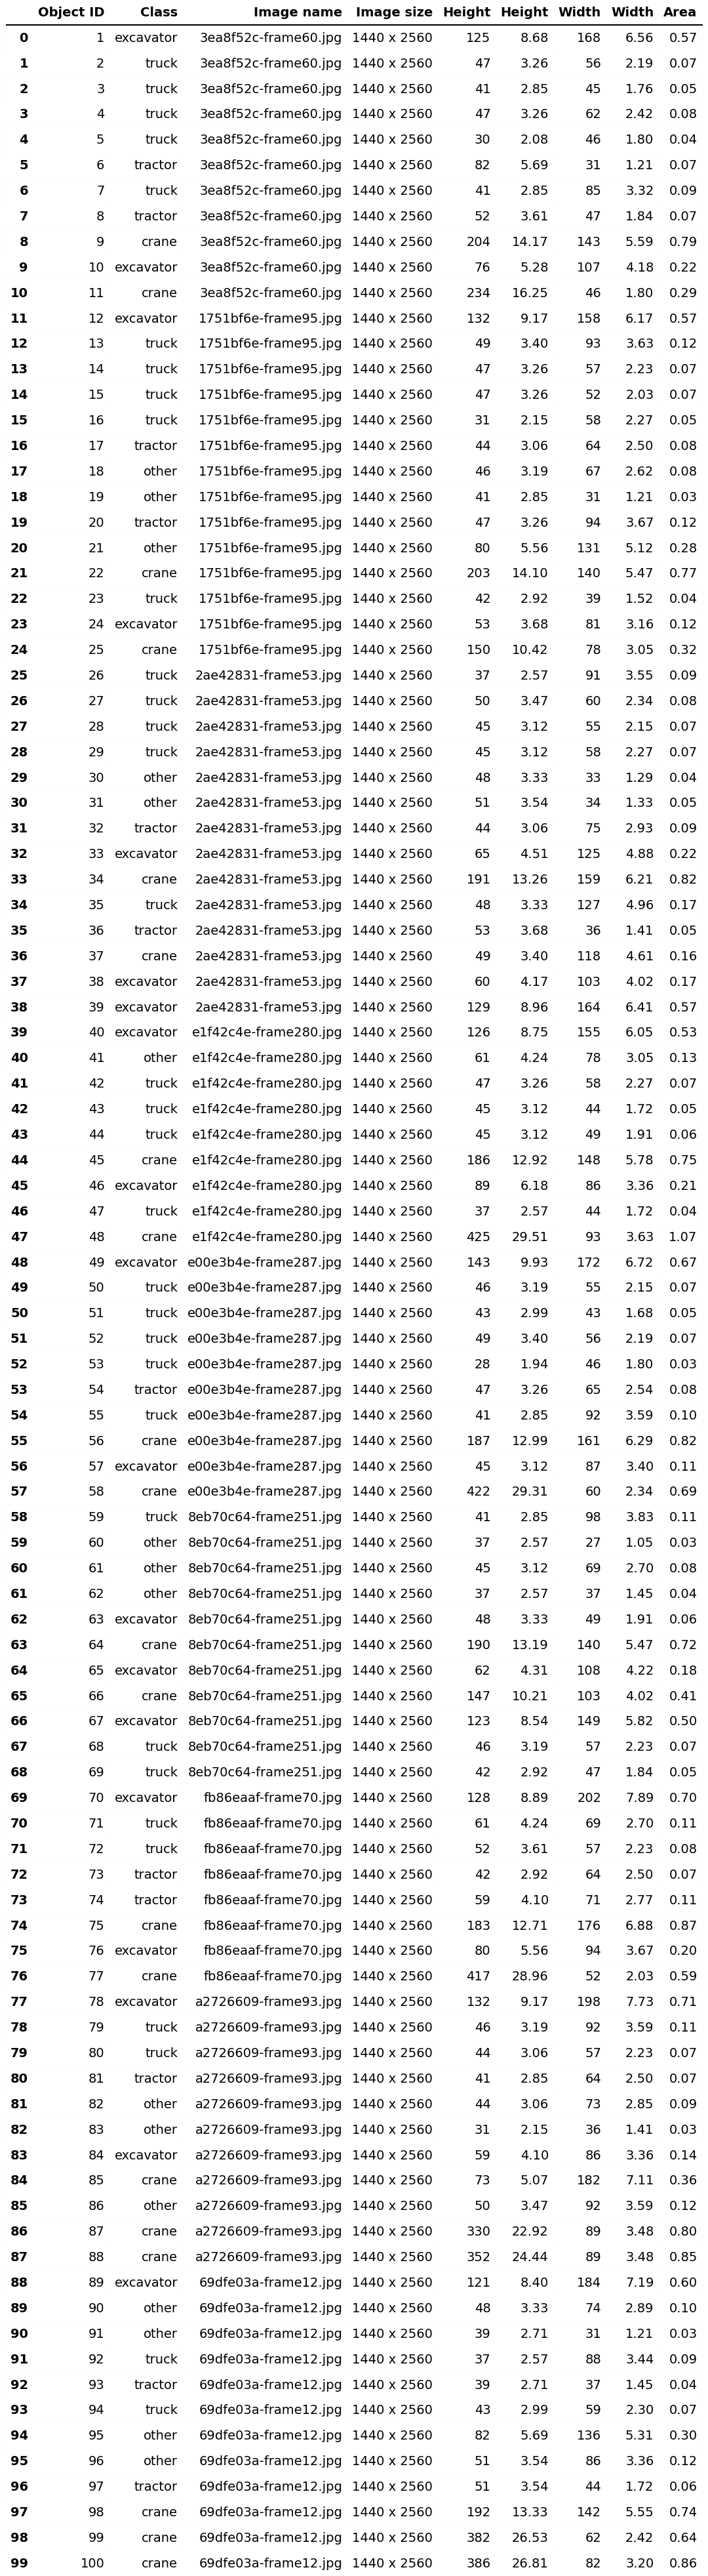 Object ID Class Image name Image size Height Height Width Width Area
0 1 excavator 3ea8f52c-frame60.jpg 1440 x 2560 125 8.68 168 6.56 0.57
1 2 truck 3ea8f52c-frame60.jpg 1440 x 2560 47 3.26 56 2.19 0.07
2 3 truck 3ea8f52c-frame60.jpg 1440 x 2560 41 2.85 45 1.76 0.05
3 4 truck 3ea8f52c-frame60.jpg 1440 x 2560 47 3.26 62 2.42 0.08
4 5 truck 3ea8f52c-frame60.jpg 1440 x 2560 30 2.08 46 1.80 0.04
5 6 tractor 3ea8f52c-frame60.jpg 1440 x 2560 82 5.69 31 1.21 0.07
6 7 truck 3ea8f52c-frame60.jpg 1440 x 2560 41 2.85 85 3.32 0.09
7 8 tractor 3ea8f52c-frame60.jpg 1440 x 2560 52 3.61 47 1.84 0.07
8 9 crane 3ea8f52c-frame60.jpg 1440 x 2560 204 14.17 143 5.59 0.79
9 10 excavator 3ea8f52c-frame60.jpg 1440 x 2560 76 5.28 107 4.18 0.22
10 11 crane 3ea8f52c-frame60.jpg 1440 x 2560 234 16.25 46 1.80 0.29
11 12 excavator 1751bf6e-frame95.jpg 1440 x 2560 132 9.17 158 6.17 0.57
12 13 truck 1751bf6e-frame95.jpg 1440 x 2560 49 3.40 93 3.63 0.12
13 14 truck 1751bf6e-frame95.jpg 1440 x 2560 47 3.26 57 2.23 0.07
14 15 truck 1751bf6e-frame95.jpg 1440 x 2560 47 3.26 52 2.03 0.07
15 16 truck 1751bf6e-frame95.jpg 1440 x 2560 31 2.15 58 2.27 0.05
16 17 tractor 1751bf6e-frame95.jpg 1440 x 2560 44 3.06 64 2.50 0.08
17 18 other 1751bf6e-frame95.jpg 1440 x 2560 46 3.19 67 2.62 0.08
18 19 other 1751bf6e-frame95.jpg 1440 x 2560 41 2.85 31 1.21 0.03
19 20 tractor 1751bf6e-frame95.jpg 1440 x 2560 47 3.26 94 3.67 0.12
20 21 other 1751bf6e-frame95.jpg 1440 x 2560 80 5.56 131 5.12 0.28
21 22 crane 1751bf6e-frame95.jpg 1440 x 2560 203 14.10 140 5.47 0.77
22 23 truck 1751bf6e-frame95.jpg 1440 x 2560 42 2.92 39 1.52 0.04
23 24 excavator 1751bf6e-frame95.jpg 1440 x 2560 53 3.68 81 3.16 0.12
24 25 crane 1751bf6e-frame95.jpg 1440 x 2560 150 10.42 78 3.05 0.32
25 26 truck 2ae42831-frame53.jpg 1440 x 2560 37 2.57 91 3.55 0.09
26 27 truck 2ae42831-frame53.jpg 1440 x 2560 50 3.47 60 2.34 0.08
27 28 truck 2ae42831-frame53.jpg 1440 x 2560 45 3.12 55 2.15 0.07
28 29 truck 2ae42831-frame53.jpg 1440 x 2560 45 3.12 58 2.27 0.07
29 30 other 2ae42831-frame53.jpg 1440 x 2560 48 3.33 33 1.29 0.04
30 31 other 2ae42831-frame53.jpg 1440 x 2560 51 3.54 34 1.33 0.05
31 32 tractor 2ae42831-frame53.jpg 1440 x 2560 44 3.06 75 2.93 0.09
32 33 excavator 2ae42831-frame53.jpg 1440 x 2560 65 4.51 125 4.88 0.22
33 34 crane 2ae42831-frame53.jpg 1440 x 2560 191 13.26 159 6.21 0.82
34 35 truck 2ae42831-frame53.jpg 1440 x 2560 48 3.33 127 4.96 0.17
35 36 tractor 2ae42831-frame53.jpg 1440 x 2560 53 3.68 36 1.41 0.05
36 37 crane 2ae42831-frame53.jpg 1440 x 2560 49 3.40 118 4.61 0.16
37 38 excavator 2ae42831-frame53.jpg 1440 x 2560 60 4.17 103 4.02 0.17
38 39 excavator 2ae42831-frame53.jpg 1440 x 2560 129 8.96 164 6.41 0.57
39 40 excavator e1f42c4e-frame280.jpg 1440 x 2560 126 8.75 155 6.05 0.53
40 41 other e1f42c4e-frame280.jpg 1440 x 2560 61 4.24 78 3.05 0.13
41 42 truck e1f42c4e-frame280.jpg 1440 x 2560 47 3.26 58 2.27 0.07
42 43 truck e1f42c4e-frame280.jpg 1440 x 2560 45 3.12 44 1.72 0.05
43 44 truck e1f42c4e-frame280.jpg 1440 x 2560 45 3.12 49 1.91 0.06
44 45 crane e1f42c4e-frame280.jpg 1440 x 2560 186 12.92 148 5.78 0.75
45 46 excavator e1f42c4e-frame280.jpg 1440 x 2560 89 6.18 86 3.36 0.21
46 47 truck e1f42c4e-frame280.jpg 1440 x 2560 37 2.57 44 1.72 0.04
47 48 crane e1f42c4e-frame280.jpg 1440 x 2560 425 29.51 93 3.63 1.07
48 49 excavator e00e3b4e-frame287.jpg 1440 x 2560 143 9.93 172 6.72 0.67
49 50 truck e00e3b4e-frame287.jpg 1440 x 2560 46 3.19 55 2.15 0.07
50 51 truck e00e3b4e-frame287.jpg 1440 x 2560 43 2.99 43 1.68 0.05
51 52 truck e00e3b4e-frame287.jpg 1440 x 2560 49 3.40 56 2.19 0.07
52 53 truck e00e3b4e-frame287.jpg 1440 x 2560 28 1.94 46 1.80 0.03
53 54 tractor e00e3b4e-frame287.jpg 1440 x 2560 47 3.26 65 2.54 0.08
54 55 truck e00e3b4e-frame287.jpg 1440 x 2560 41 2.85 92 3.59 0.10
55 56 crane e00e3b4e-frame287.jpg 1440 x 2560 187 12.99 161 6.29 0.82
56 57 excavator e00e3b4e-frame287.jpg 1440 x 2560 45 3.12 87 3.40 0.11
57 58 crane e00e3b4e-frame287.jpg 1440 x 2560 422 29.31 60 2.34 0.69
58 59 truck 8eb70c64-frame251.jpg 1440 x 2560 41 2.85 98 3.83 0.11
59 60 other 8eb70c64-frame251.jpg 1440 x 2560 37 2.57 27 1.05 0.03
60 61 other 8eb70c64-frame251.jpg 1440 x 2560 45 3.12 69 2.70 0.08
61 62 other 8eb70c64-frame251.jpg 1440 x 2560 37 2.57 37 1.45 0.04
62 63 excavator 8eb70c64-frame251.jpg 1440 x 2560 48 3.33 49 1.91 0.06
63 64 crane 8eb70c64-frame251.jpg 1440 x 2560 190 13.19 140 5.47 0.72
64 65 excavator 8eb70c64-frame251.jpg 1440 x 2560 62 4.31 108 4.22 0.18
65 66 crane 8eb70c64-frame251.jpg 1440 x 2560 147 10.21 103 4.02 0.41
66 67 excavator 8eb70c64-frame251.jpg 1440 x 2560 123 8.54 149 5.82 0.50
67 68 truck 8eb70c64-frame251.jpg 1440 x 2560 46 3.19 57 2.23 0.07
68 69 truck 8eb70c64-frame251.jpg 1440 x 2560 42 2.92 47 1.84 0.05
69 70 excavator fb86eaaf-frame70.jpg 1440 x 2560 128 8.89 202 7.89 0.70
70 71 truck fb86eaaf-frame70.jpg 1440 x 2560 61 4.24 69 2.70 0.11
71 72 truck fb86eaaf-frame70.jpg 1440 x 2560 52 3.61 57 2.23 0.08
72 73 tractor fb86eaaf-frame70.jpg 1440 x 2560 42 2.92 64 2.50 0.07
73 74 tractor fb86eaaf-frame70.jpg 1440 x 2560 59 4.10 71 2.77 0.11
74 75 crane fb86eaaf-frame70.jpg 1440 x 2560 183 12.71 176 6.88 0.87
75 76 excavator fb86eaaf-frame70.jpg 1440 x 2560 80 5.56 94 3.67 0.20
76 77 crane fb86eaaf-frame70.jpg 1440 x 2560 417 28.96 52 2.03 0.59
77 78 excavator a2726609-frame93.jpg 1440 x 2560 132 9.17 198 7.73 0.71
78 79 truck a2726609-frame93.jpg 1440 x 2560 46 3.19 92 3.59 0.11
79 80 truck a2726609-frame93.jpg 1440 x 2560 44 3.06 57 2.23 0.07
80 81 tractor a2726609-frame93.jpg 1440 x 2560 41 2.85 64 2.50 0.07
81 82 other a2726609-frame93.jpg 1440 x 2560 44 3.06 73 2.85 0.09
82 83 other a2726609-frame93.jpg 1440 x 2560 31 2.15 36 1.41 0.03
83 84 excavator a2726609-frame93.jpg 1440 x 2560 59 4.10 86 3.36 0.14
84 85 crane a2726609-frame93.jpg 1440 x 2560 73 5.07 182 7.11 0.36
85 86 other a2726609-frame93.jpg 1440 x 2560 50 3.47 92 3.59 0.12
86 87 crane a2726609-frame93.jpg 1440 x 2560 330 22.92 89 3.48 0.80
87 88 crane a2726609-frame93.jpg 1440 x 2560 352 24.44 89 3.48 0.85
88 89 excavator 69dfe03a-frame12.jpg 1440 x 2560 121 8.40 184 7.19 0.60
89 90 other 69dfe03a-frame12.jpg 1440 x 2560 48 3.33 74 2.89 0.10
90 91 other 69dfe03a-frame12.jpg 1440 x 2560 39 2.71 31 1.21 0.03
91 92 truck 69dfe03a-frame12.jpg 1440 x 2560 37 2.57 88 3.44 0.09
92 93 tractor 69dfe03a-frame12.jpg 1440 x 2560 39 2.71 37 1.45 0.04
93 94 truck 69dfe03a-frame12.jpg 1440 x 2560 43 2.99 59 2.30 0.07
94 95 other 69dfe03a-frame12.jpg 1440 x 2560 82 5.69 136 5.31 0.30
95 96 other 69dfe03a-frame12.jpg 1440 x 2560 51 3.54 86 3.36 0.12
96 97 tractor 69dfe03a-frame12.jpg 1440 x 2560 51 3.54 44 1.72 0.06
97 98 crane 69dfe03a-frame12.jpg 1440 x 2560 192 13.33 142 5.55 0.74
98 99 crane 69dfe03a-frame12.jpg 1440 x 2560 382 26.53 62 2.42 0.64
99 100 crane 69dfe03a-frame12.jpg 1440 x 2560 386 26.81 82 3.20 0.86